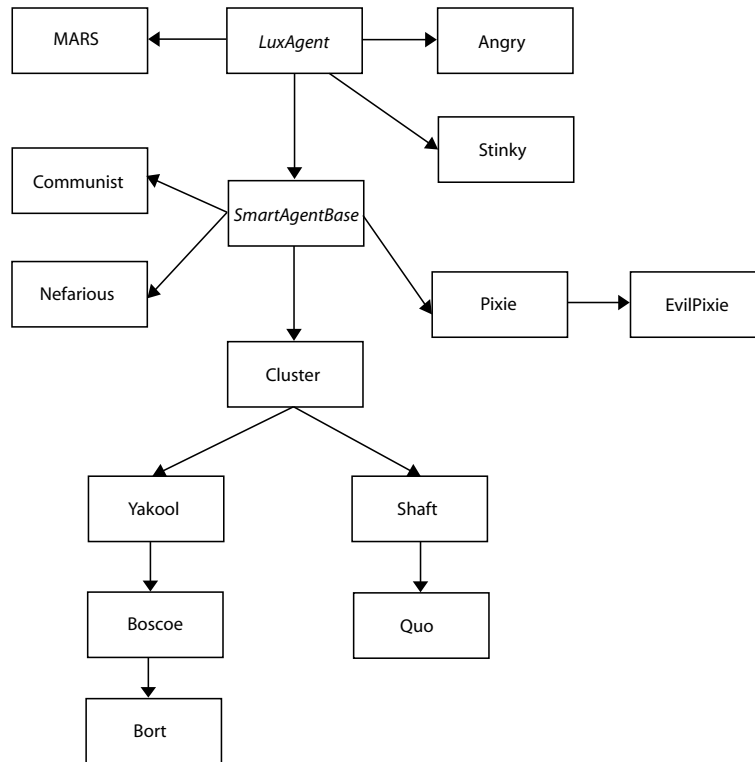 MARS
LuxAgent
Angry
Stinky
Communist
SmartAgentBase
Nefarious
Pixie
EvilPixie
Cluster
Yakool
Shaft
Boscoe
Quo
Bort